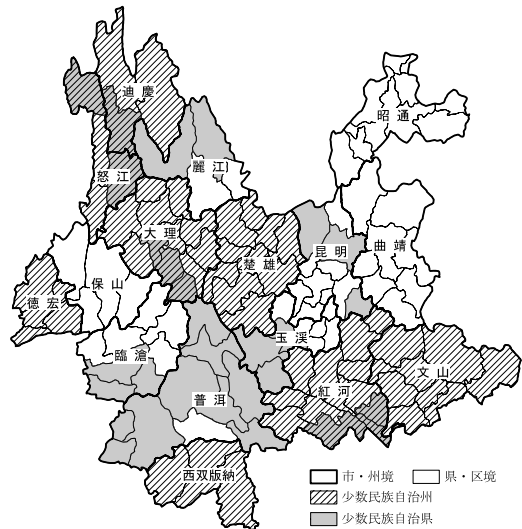 迪慶
昭通
怒江
麗江
大理
楚雄
昆明
曲靖
保山
徳宏
臨滄
玉溪
普洱
紅河
文山
西双版納
市・州境
県・区境
少数民族自治州
少数民族自治県